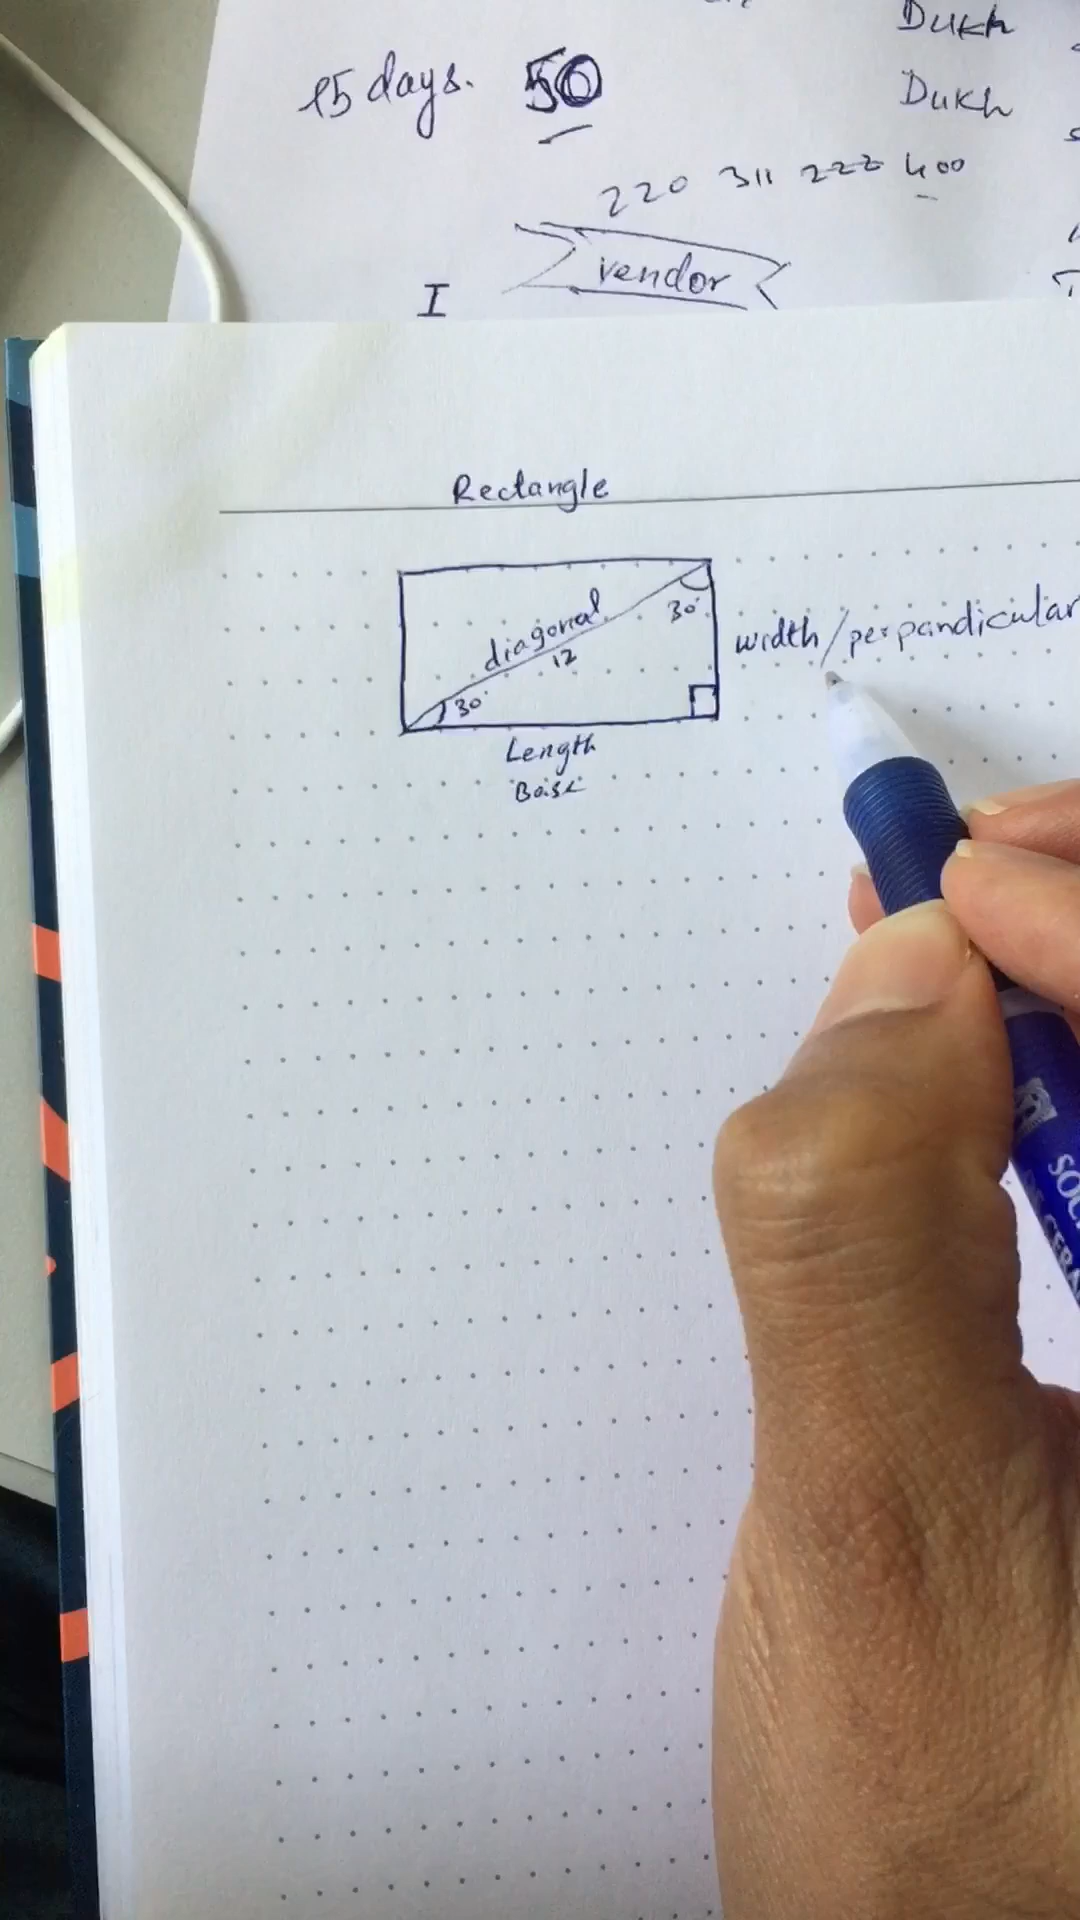 Dukh
15 days. 50
Dukh
220 311 222 400
vendor
I
Rectangle
diagonal
12
30°
30°
width/perpandicular
Length
Base